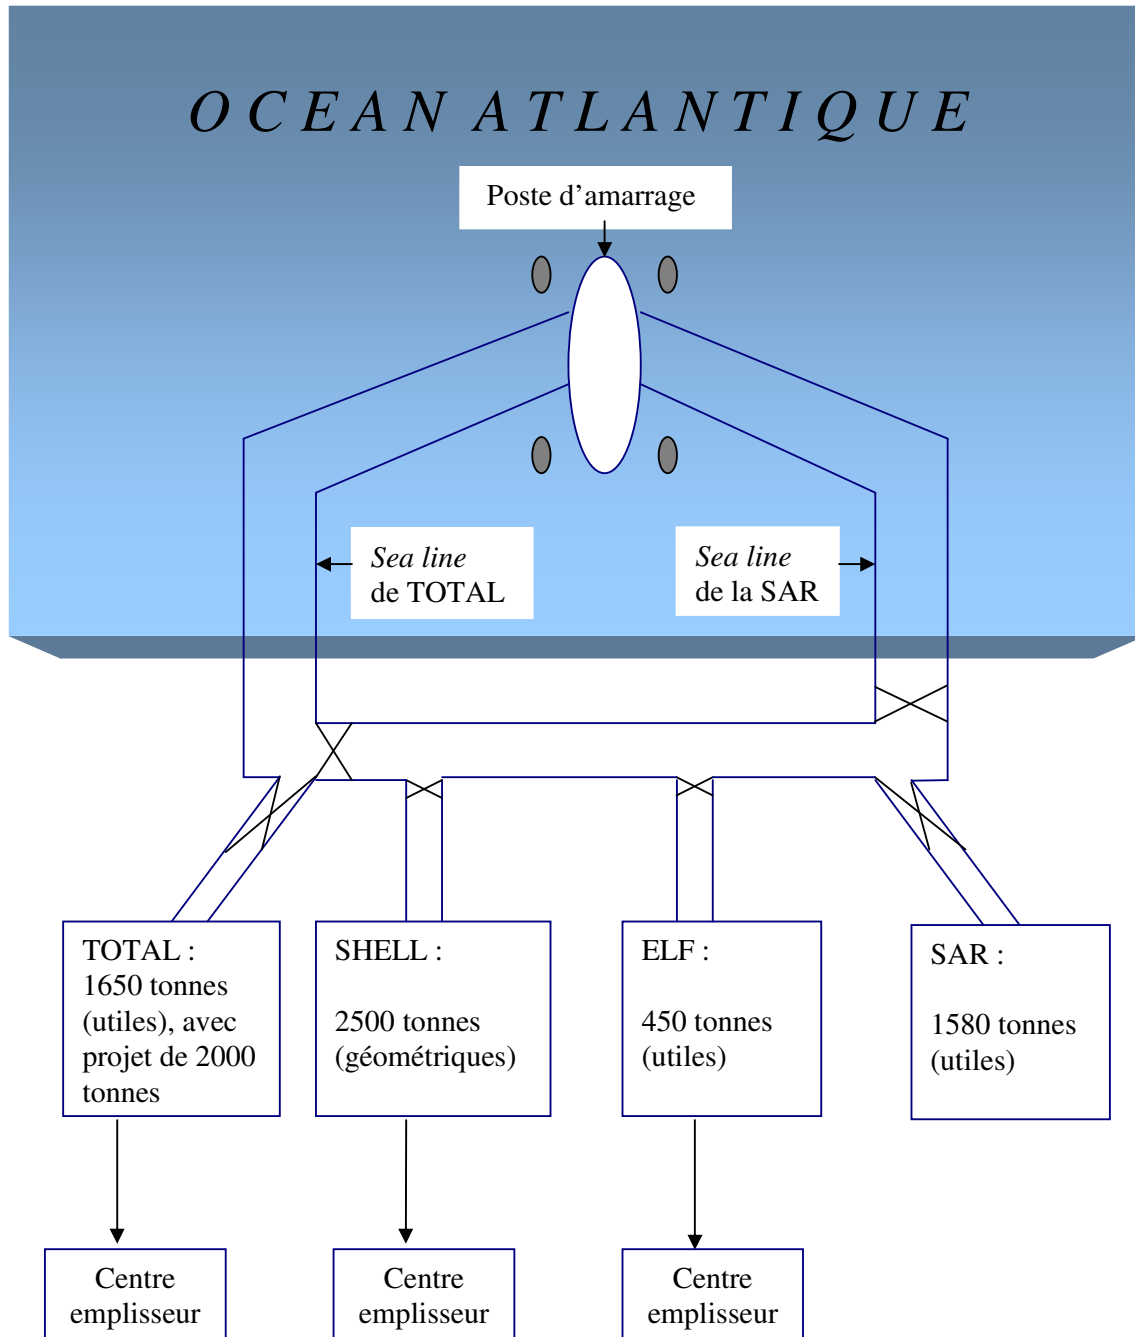 OCEAN ATLANTIQUE
Poste d’amarrage
Sea line
de TOTAL
Sea line
de la SAR
TOTAL :
1650 tonnes
(utiles), avec
projet de 2000
tonnes
SHELL :
2500 tonnes
(géométriques)
ELF :
450 tonnes
(utiles)
SAR :
1580 tonnes
(utiles)
Centre
emplisseur
Centre
emplisseur
Centre
emplisseur